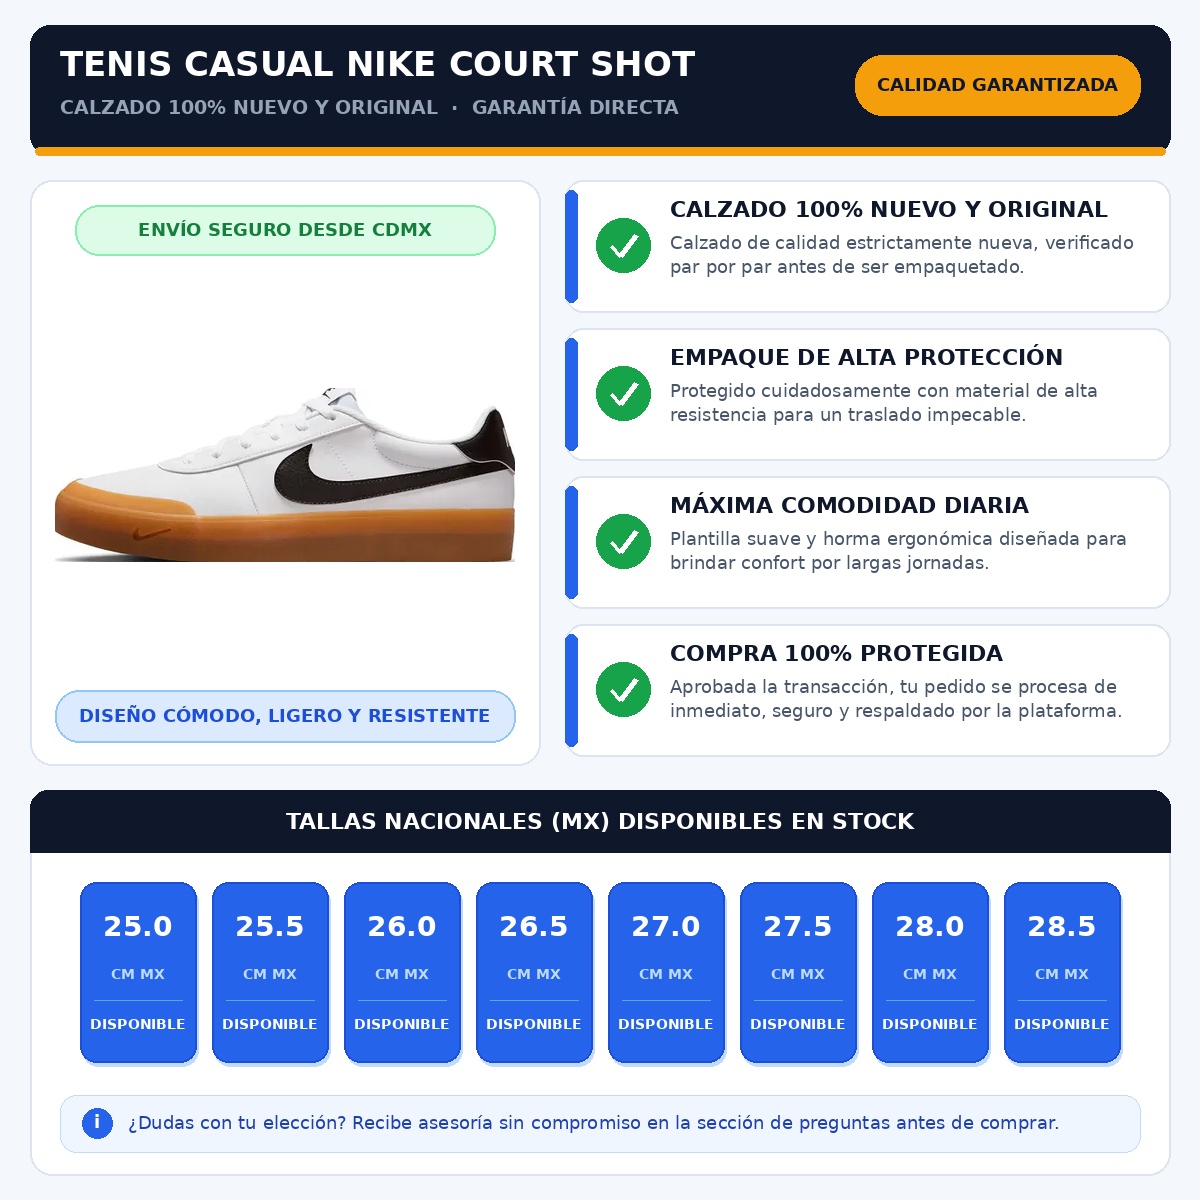 TENIS CASUAL NIKE COURT SHOT
CALZADO 100% NUEVO Y ORIGINAL · GARANTÍA DIRECTA
CALIDAD GARANTIZADA
ENVÍO SEGURO DESDE CDMX
DISEÑO CÓMODO, LIGERO Y RESISTENTE
CALZADO 100% NUEVO Y ORIGINAL
Calzado de calidad estrictamente nueva, verificado
par por par antes de ser empaquetado.
EMPAQUE DE ALTA PROTECCIÓN
Protegido cuidadosamente con material de alta
resistencia para un traslado impecable.
MÁXIMA COMODIDAD DIARIA
Plantilla suave y horma ergonómica diseñada para
brindar confort por largas jornadas.
COMPRA 100% PROTEGIDA
Aprobada la transacción, tu pedido se procesa de
inmediato, seguro y respaldado por la plataforma.
TALLAS NACIONALES (MX) DISPONIBLES EN STOCK
25.0
CM MX
DISPONIBLE
25.5
CM MX
DISPONIBLE
26.0
CM MX
DISPONIBLE
26.5
CM MX
DISPONIBLE
27.0
CM MX
DISPONIBLE
27.5
CM MX
DISPONIBLE
28.0
CM MX
DISPONIBLE
28.5
CM MX
DISPONIBLE
i
¿Dudas con tu elección? Recibe asesoría sin compromiso en la sección de preguntas antes de comprar.